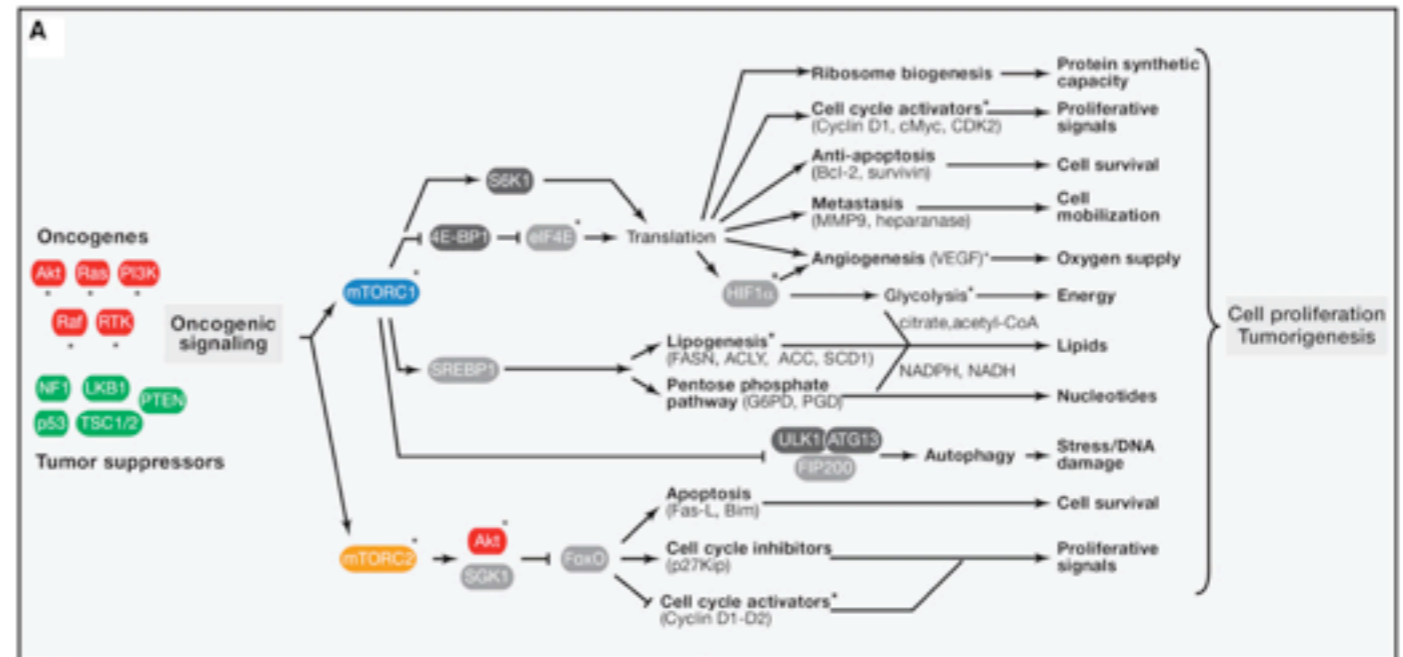 A
Oncogenes
Akt Ras PI3K
Raf RTK
NF1 LKB1
PTEN
p53 TSC1/2
Tumor suppressors
Oncogenic
signaling
mTORC1*
mTORC2*
S6K1
4E-BP1
eIF4E*
Translation
HIF1α*
SREBP1
Ribosome biogenesis
Protein synthetic
capacity
Cell cycle activators*
(Cyclin D1, cMyc, CDK2)
Proliferative
signals
Anti-apoptosis
(Bcl-2, survivin)
Cell survival
Metastasis
(MMP9, heparanase)
Cell
mobilization
Angiogenesis (VEGF)*
Oxygen supply
Glycolysis*
Energy
citrate,acetyl-CoA
Lipogenesis*
(FASN, ACLY, ACC, SCD1)
Lipids
NADPH, NADH
Pentose phosphate
pathway (G6PD, PGD)
Nucleotides
ULK1 ATG13
FIP200
Autophagy
Stress/DNA
damage
Akt*
SGK1
FoxO
Apoptosis
(Fas-L, Bim)
Cell survival
Cell cycle inhibitors
(p27Kip)
Proliferative
signals
Cell cycle activators*
(Cyclin D1-D2)
Cell proliferation
Tumorigenesis